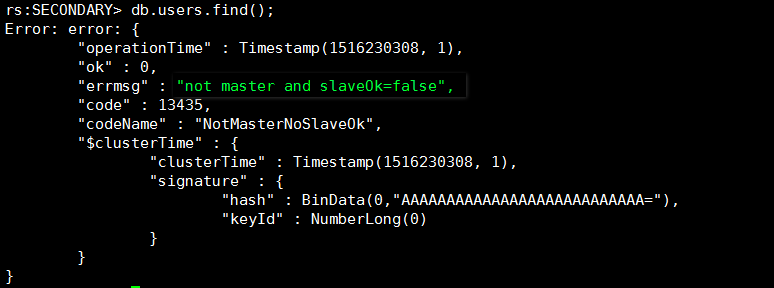 rs:SECONDARY> db.users.find();
Error: error: {
        "operationTime" : Timestamp(1516230308, 1),
        "ok" : 0,
        "errmsg" : "not master and slaveOk=false",
        "code" : 13435,
        "codeName" : "NotMasterNoSlaveOk",
        "$clusterTime" : {
                "clusterTime" : Timestamp(1516230308, 1),
                "signature" : {
                        "hash" : BinData(0,"AAAAAAAAAAAAAAAAAAAAAAAAAAA="),
                        "keyId" : NumberLong(0)
                }
        }
}